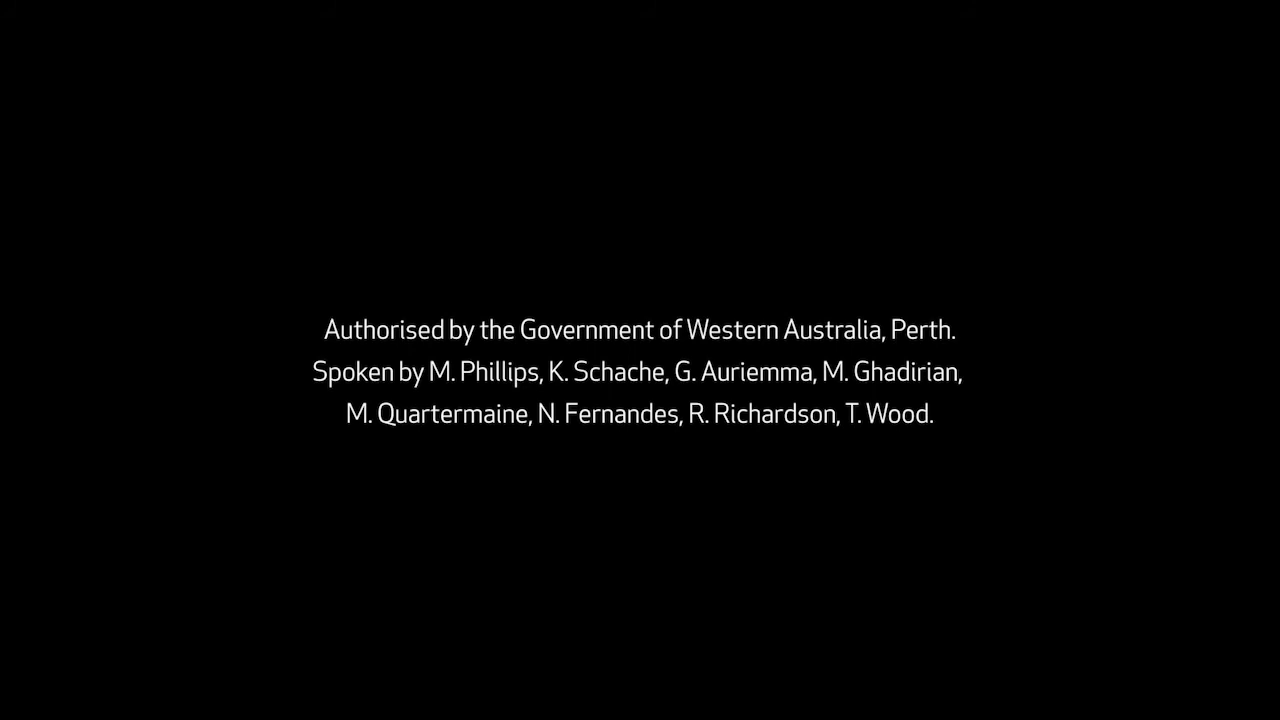 Authorised by the Government of Western Australia, Perth.
Spoken by M. Phillips, K. Schache, G. Auriemma, M. Ghadirian,
M. Quartermaine, N. Fernandes, R. Richardson, T. Wood.